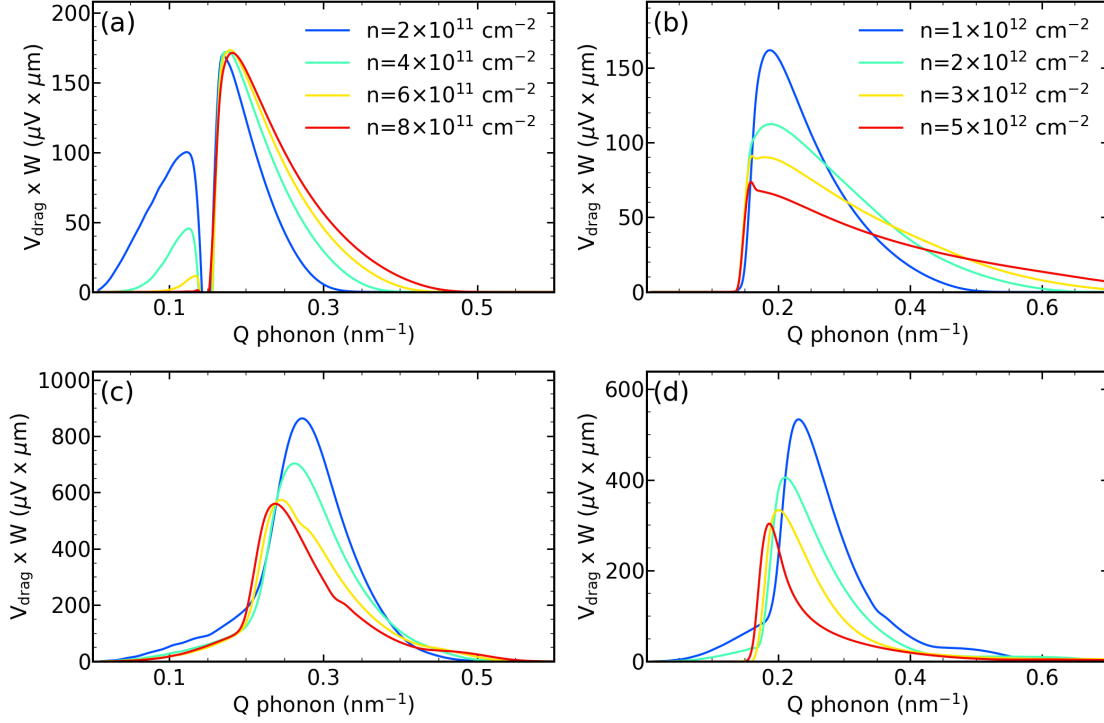 (a)
n=2×10¹¹ cm⁻²
n=4×10¹¹ cm⁻²
n=6×10¹¹ cm⁻²
n=8×10¹¹ cm⁻²
V_drag x W (μV x μm)
200
150
100
50
0
0.1 0.3 0.5
Q phonon (nm⁻¹)
(b)
n=1×10¹² cm⁻²
n=2×10¹² cm⁻²
n=3×10¹² cm⁻²
n=5×10¹² cm⁻²
V_drag x W (μV x μm)
150
100
50
0
0.2 0.4 0.6
Q phonon (nm⁻¹)
(c)
V_drag x W (μV x μm)
1000
800
600
400
200
0
0.1 0.3 0.5
Q phonon (nm⁻¹)
(d)
V_drag x W (μV x μm)
600
400
200
0
0.2 0.4 0.6
Q phonon (nm⁻¹)